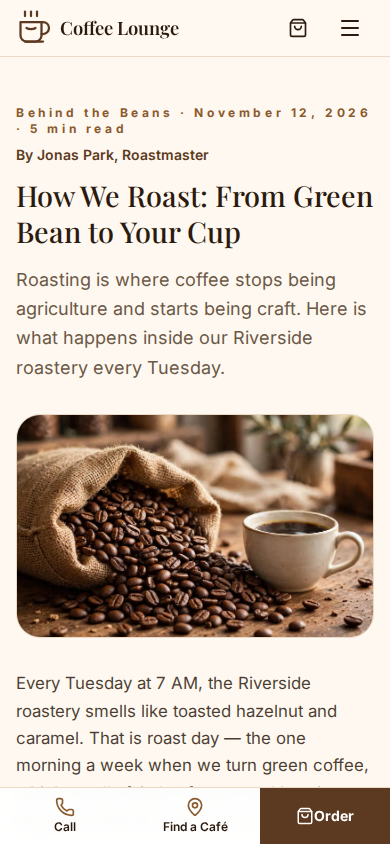 Coffee Lounge
Behind the Beans · November 12, 2026
· 5 min read
By Jonas Park, Roastmaster
How We Roast: From Green
Bean to Your Cup
Roasting is where coffee stops being
agriculture and starts being craft. Here is
what happens inside our Riverside
roastery every Tuesday.
Every Tuesday at 7 AM, the Riverside
roastery smells like toasted hazelnut and
caramel. That is roast day — the one
morning a week when we turn green coffee,
Call
Find a Café
Order